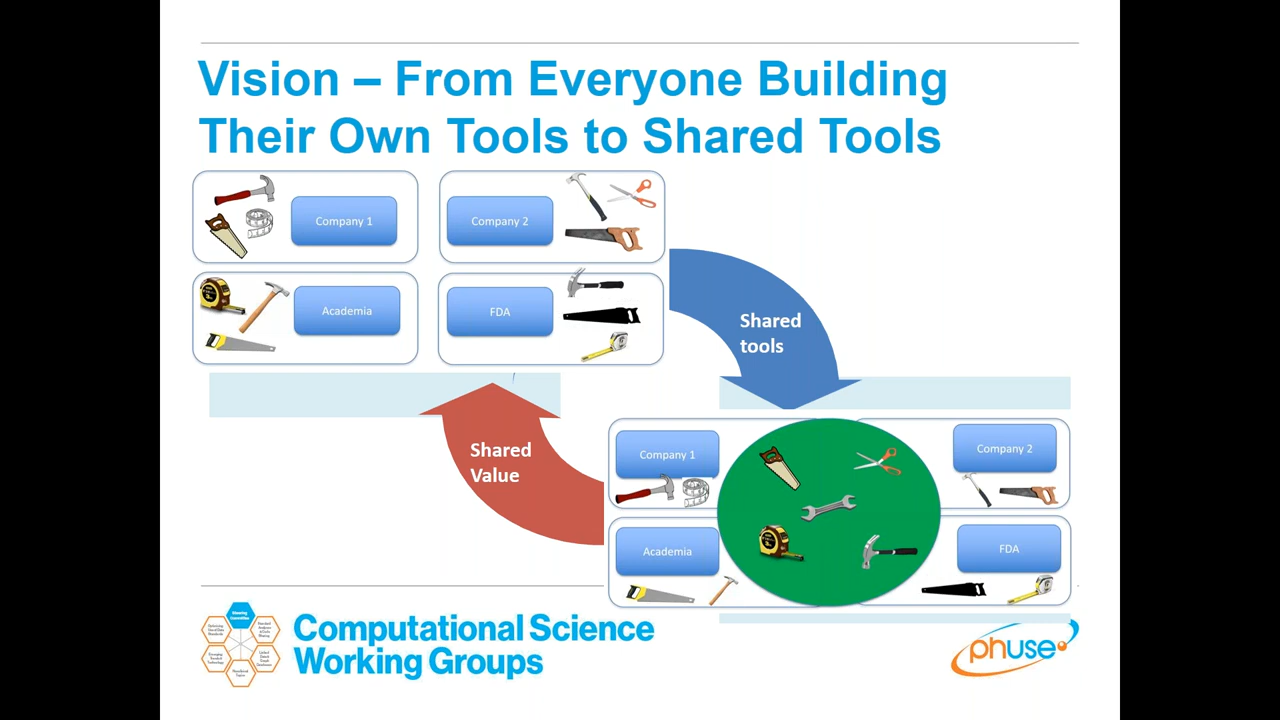 Vision – From Everyone Building
Their Own Tools to Shared Tools
Company 1
Company 2
Academia
FDA
Shared
tools
Shared
Value
Company 1
Company 2
Academia
FDA
Computational Science
Working Groups
phuse